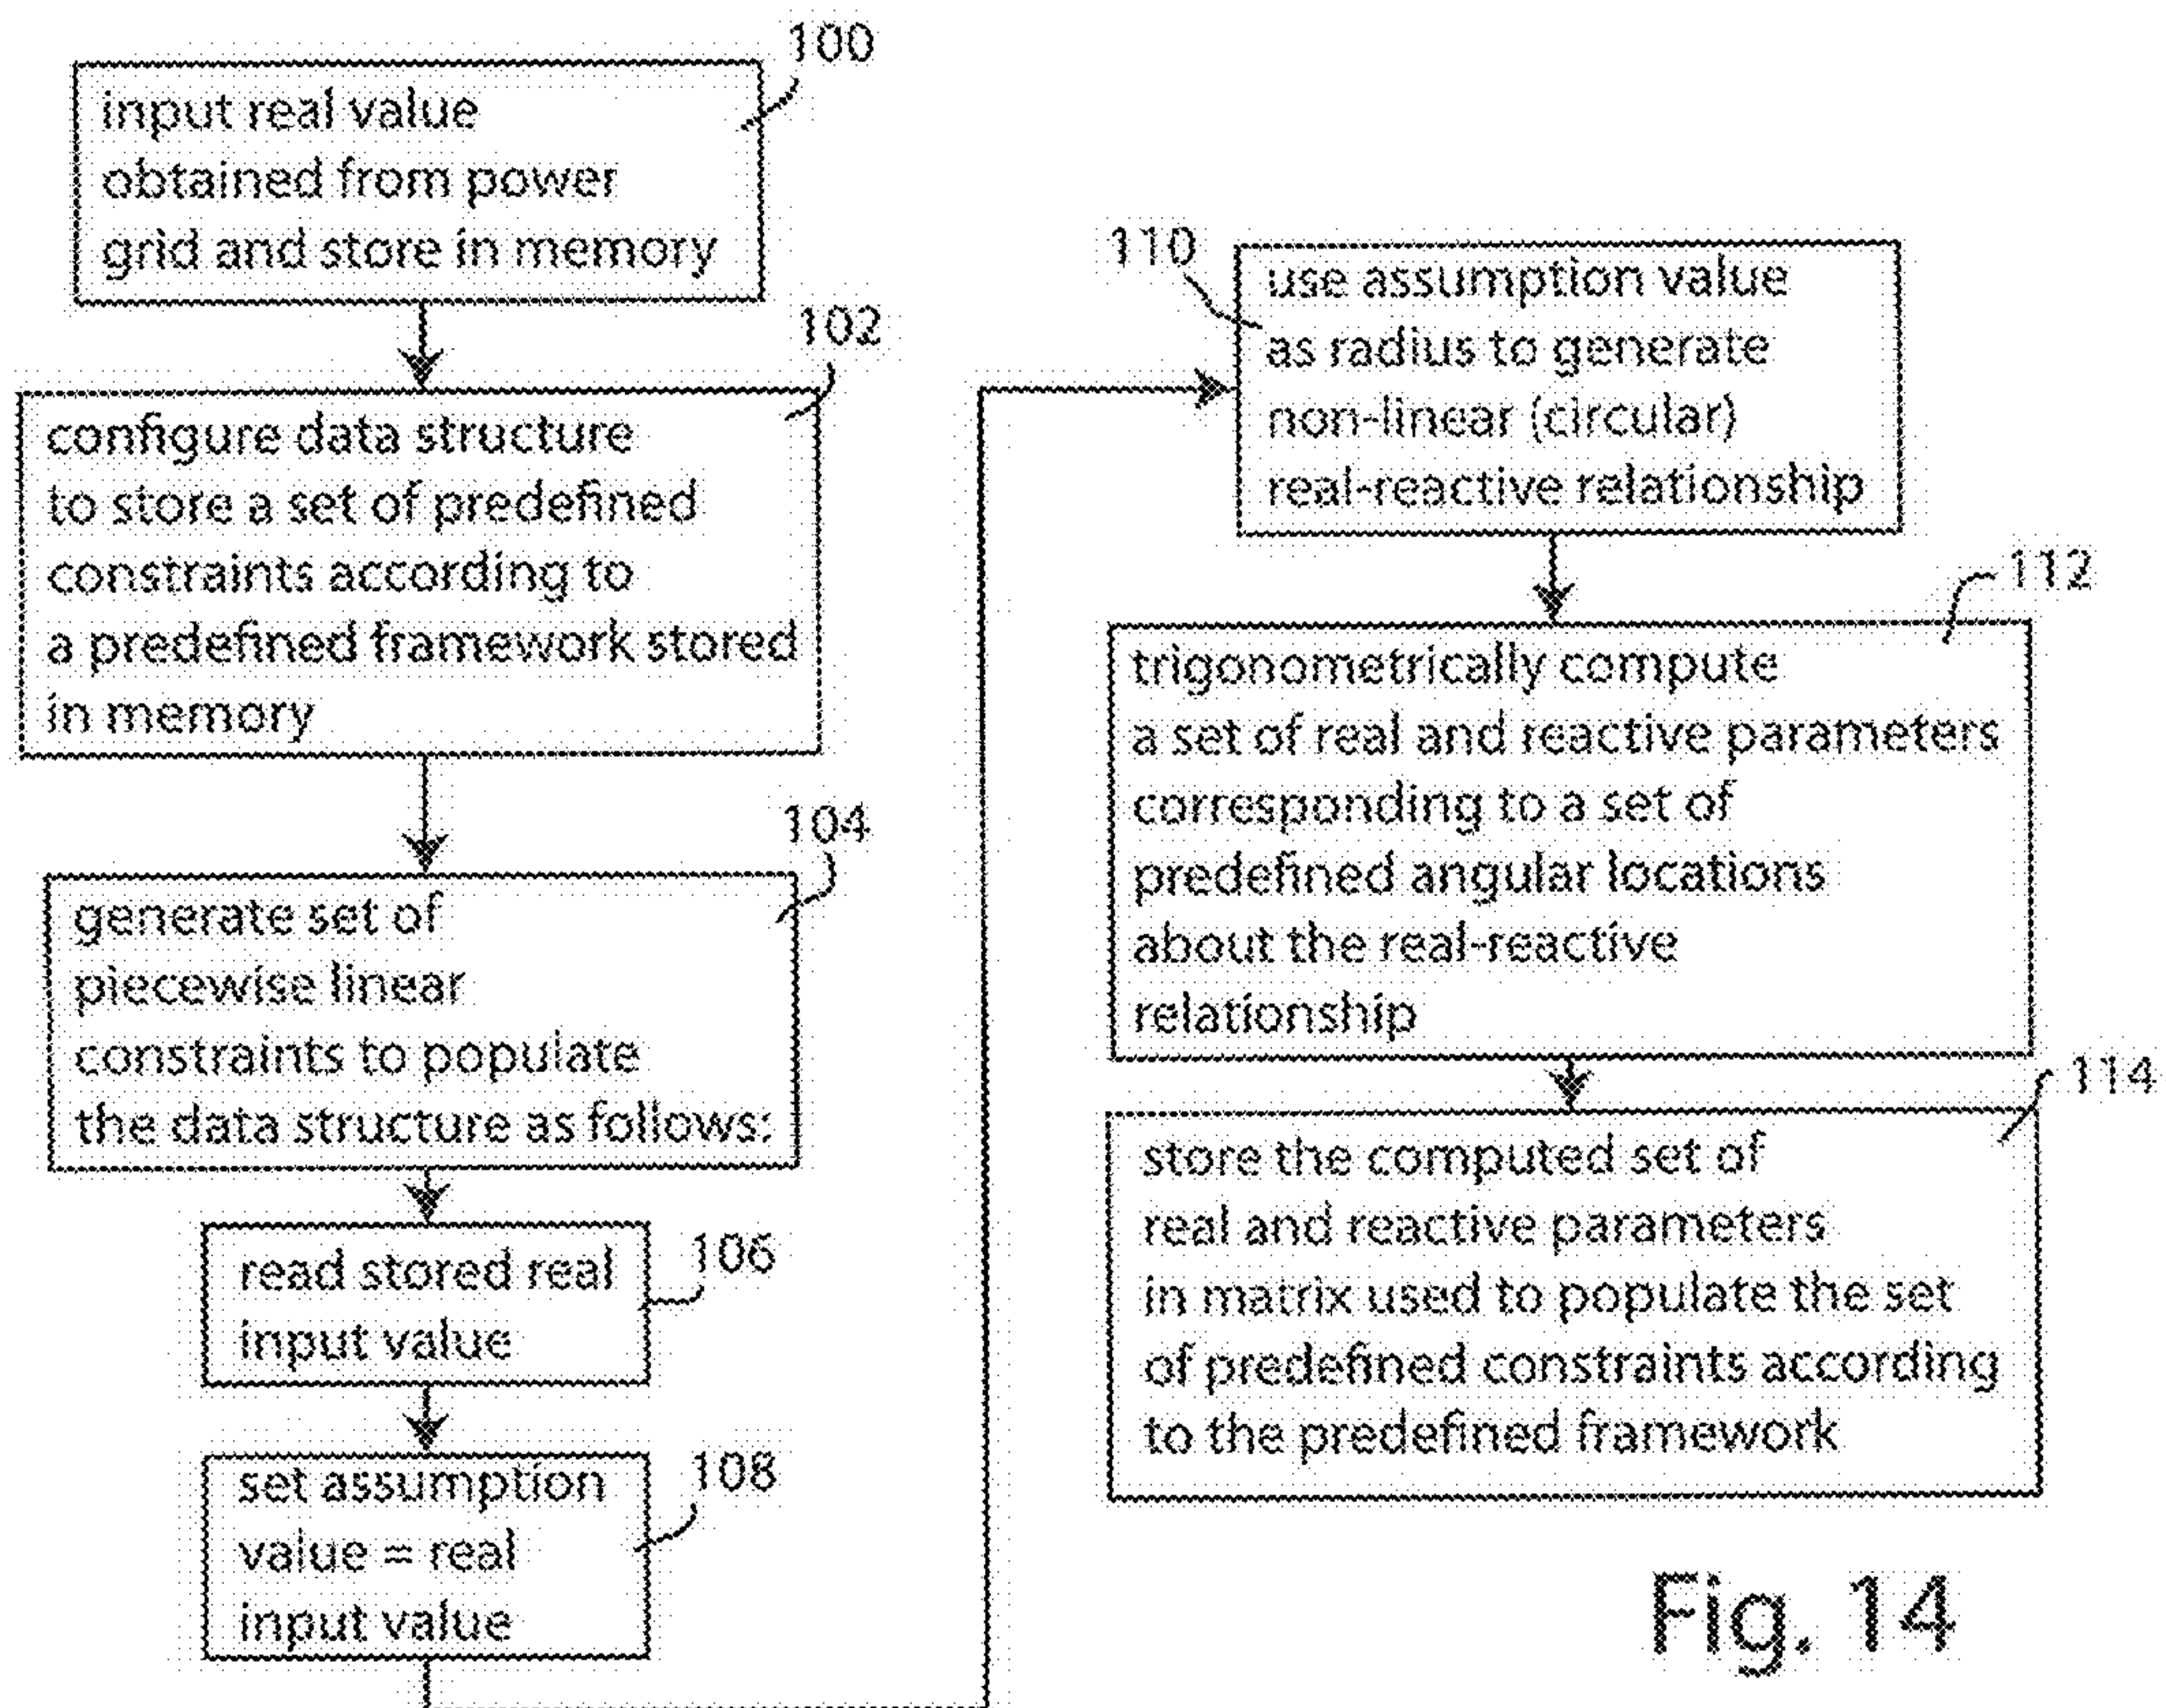 100
input real value
obtained from power
grid and store in memory
102
configure data structure
to store a set of predefined
constraints according to
a predefined framework stored
in memory
104
generate set of
piecewise linear
constraints to populate
the data structure as follows:
106
read stored real
input value
108
set assumption
value = real
input value
110
use assumption value
as radius to generate
non-linear (circular)
real-reactive relationship
112
trigonometrically compute
a set of real and reactive parameters
corresponding to a set of
predefined angular locations
about the real-reactive
relationship
114
store the computed set of
real and reactive parameters
in matrix used to populate the set
of predefined constraints according
to the predefined framework
Fig. 14